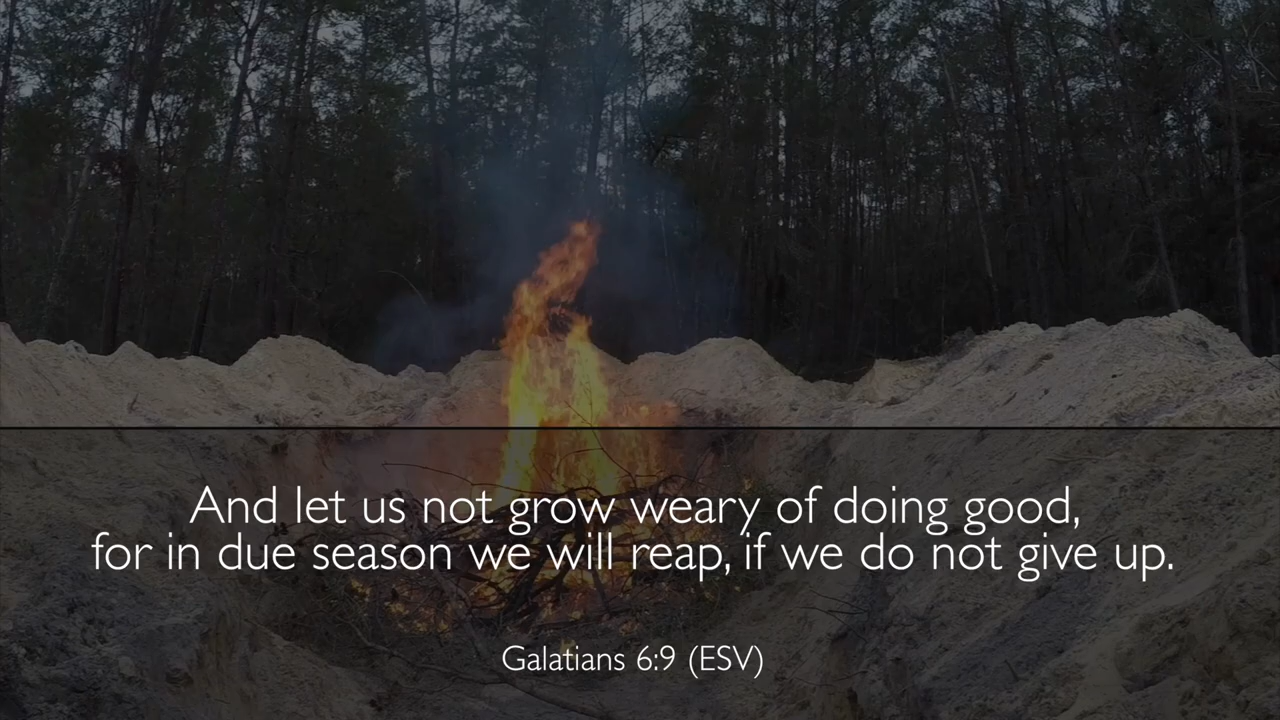 And let us not grow weary of doing good,
for in due season we will reap, if we do not give up.
Galatians 6:9 (ESV)